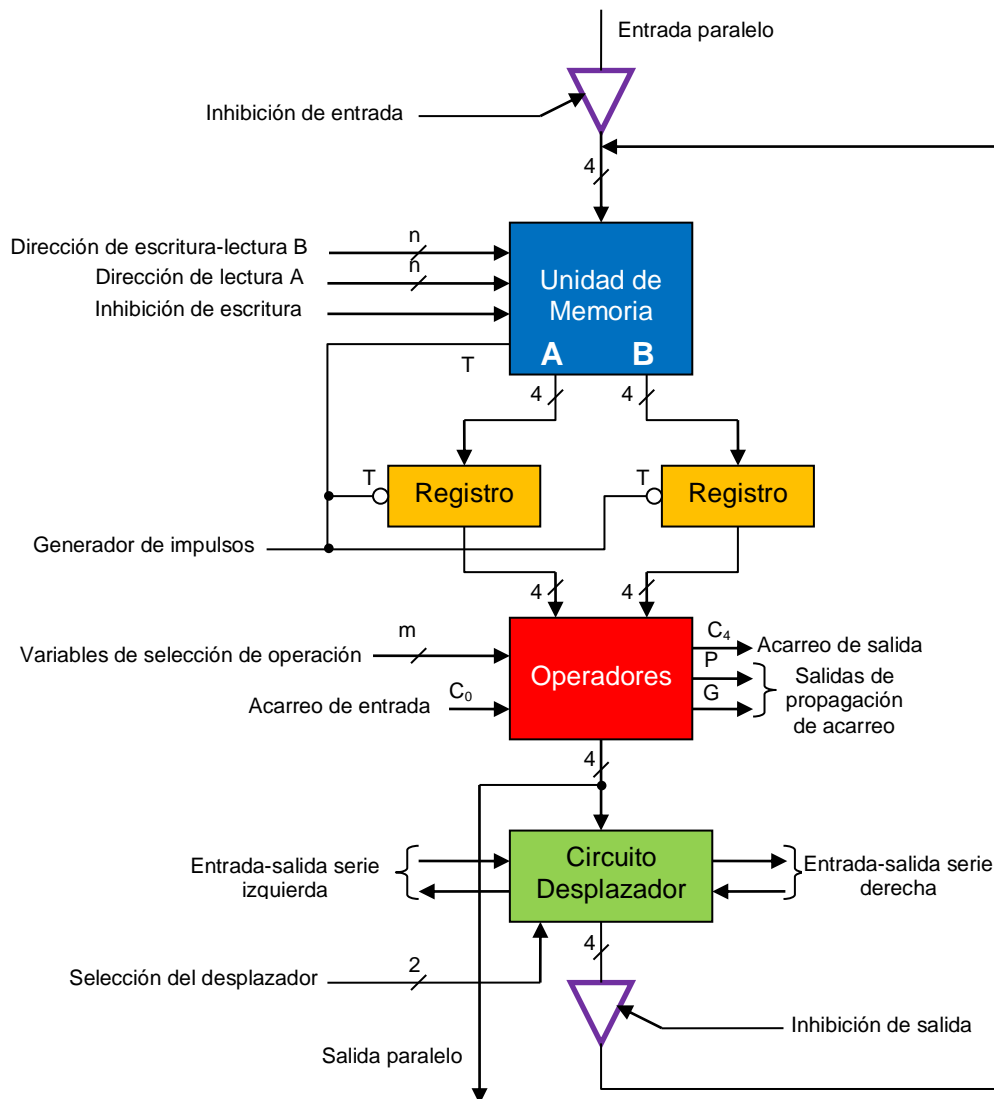 Entrada paralelo
Inhibición de entrada
4
Dirección de escritura-lectura B
n
Dirección de lectura A
n
Inhibición de escritura
Unidad de
Memoria
T
A
B
4
4
T
Registro
T
Registro
Generador de impulsos
4
4
Variables de selección de operación
m
Operadores
C4
Acarreo de salida
P
G
Salidas de
propagación
de acarreo
Acarreo de entrada
C0
4
Entrada-salida serie
izquierda
Circuito
Desplazador
Entrada-salida serie
derecha
4
Selección del desplazador
2
Inhibición de salida
Salida paralelo